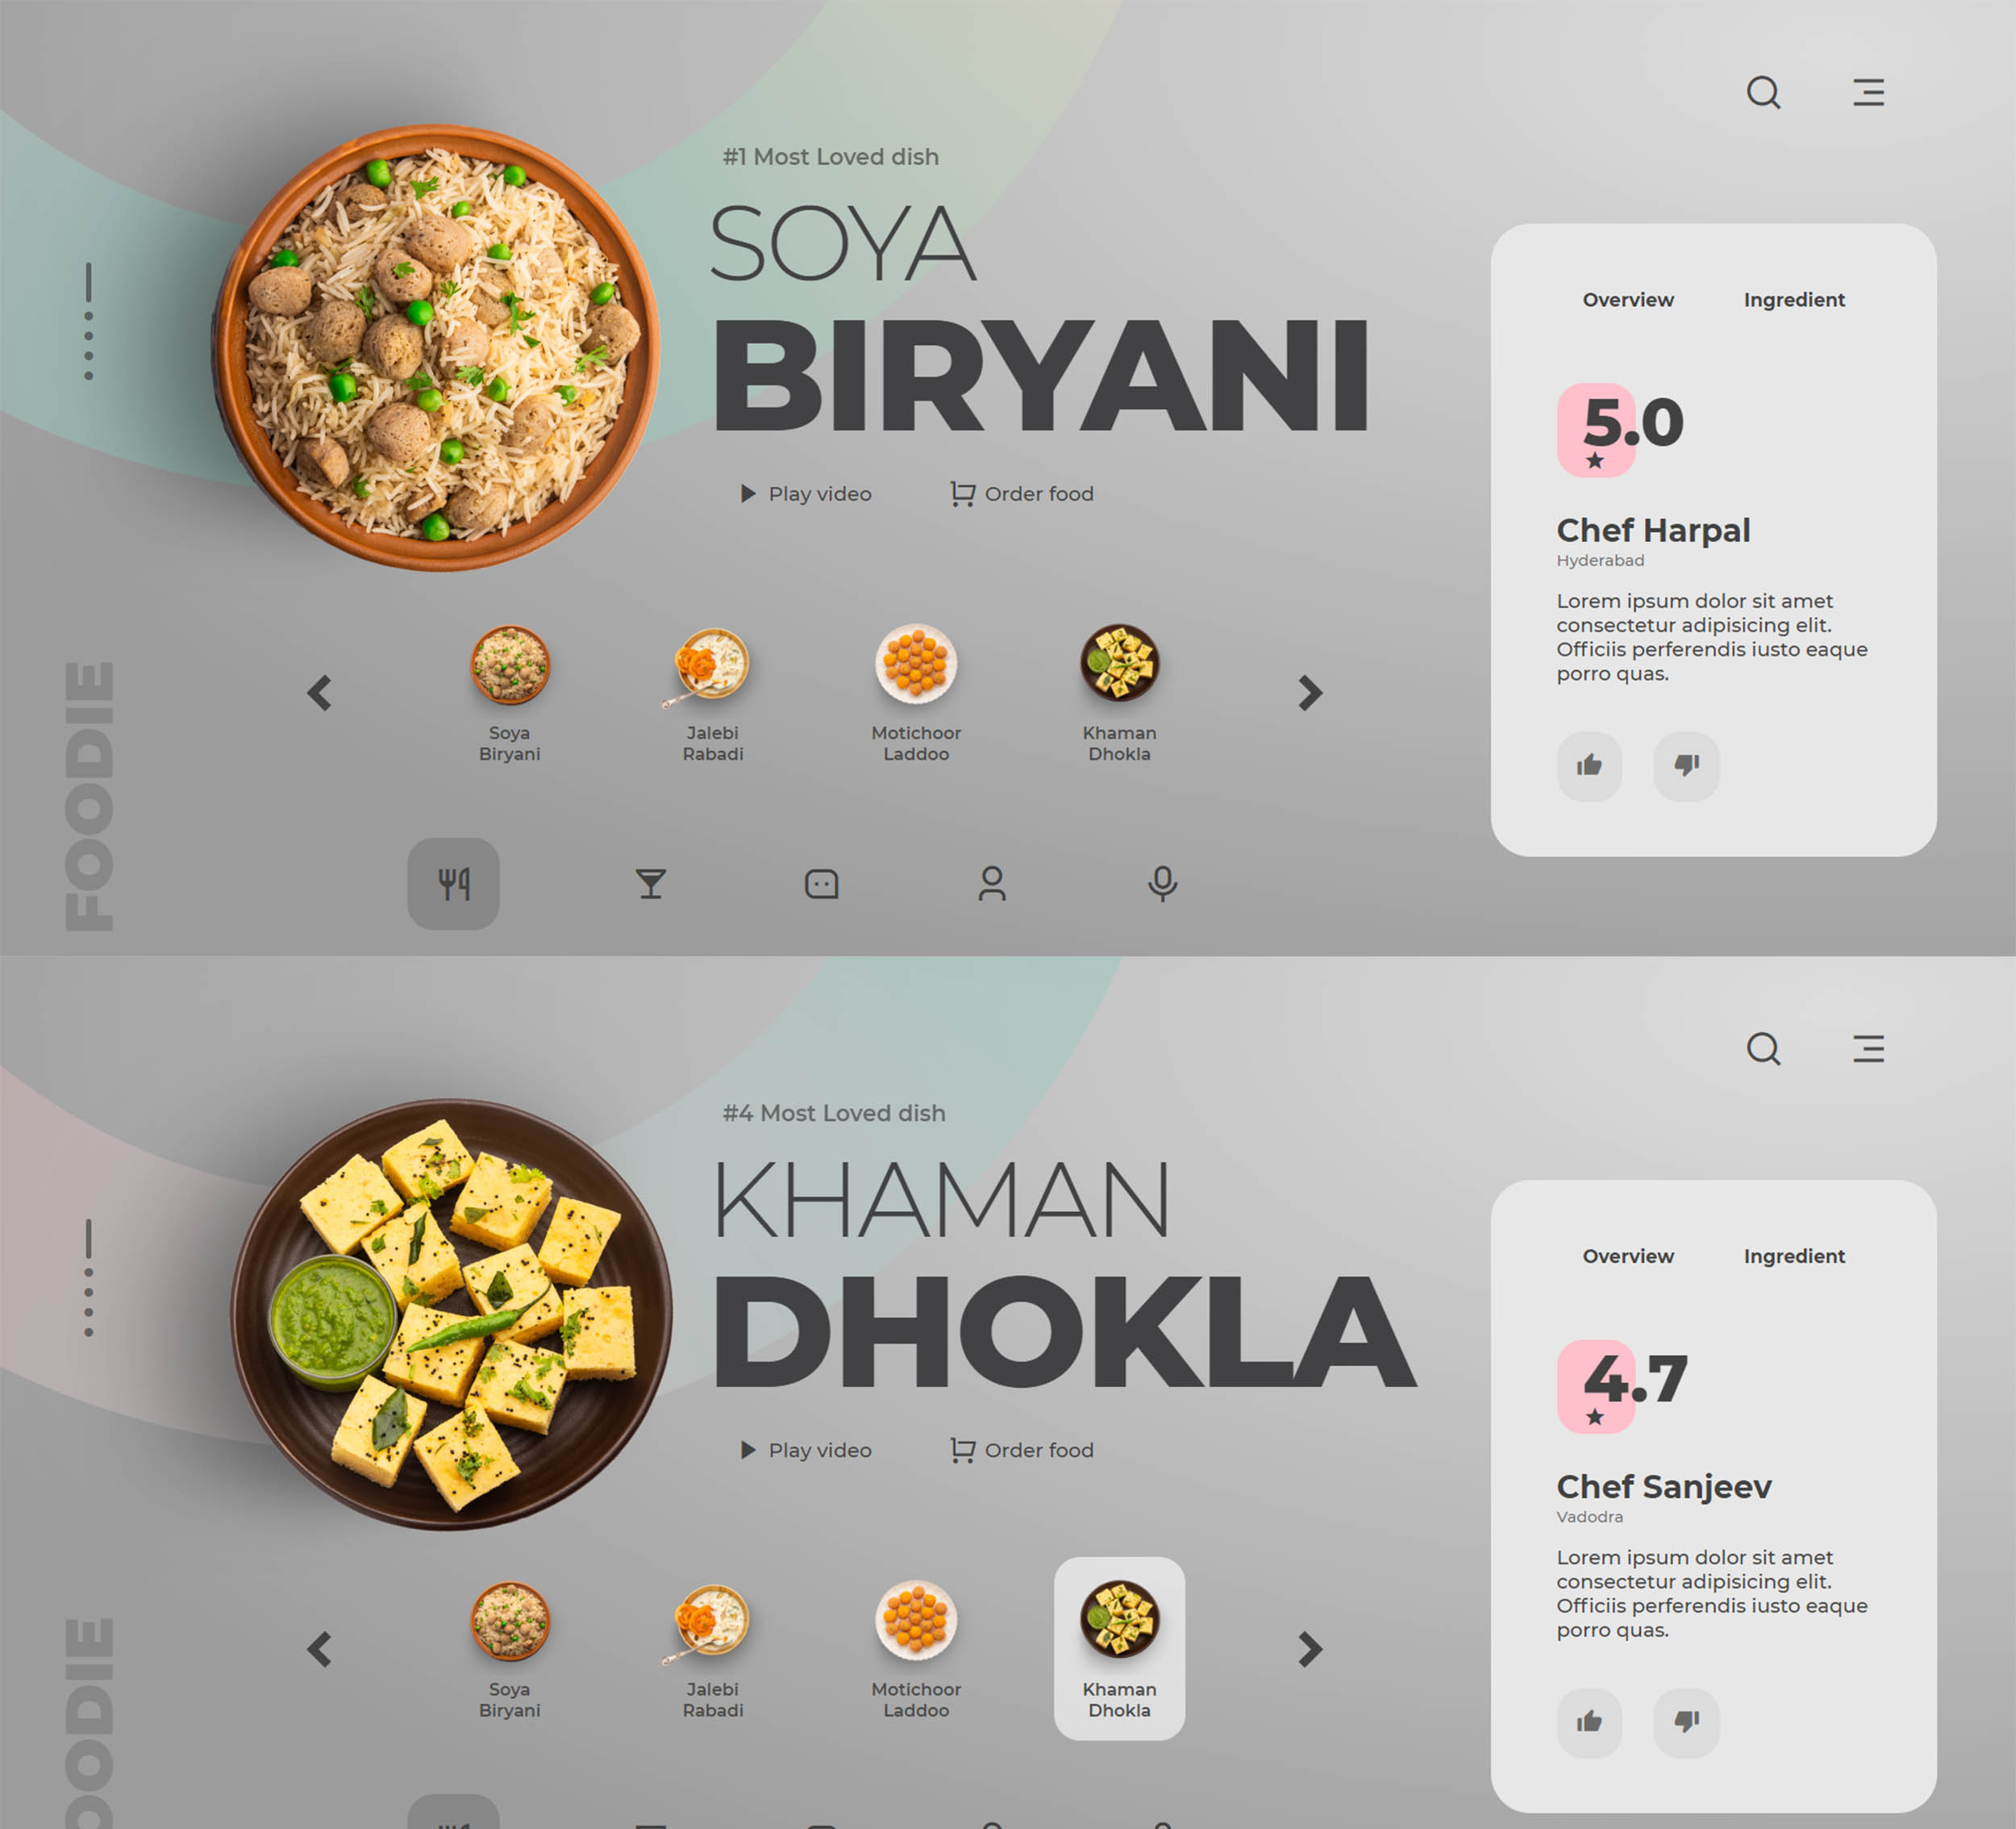 #1 Most Loved dish
SOYA
BIRYANI
Play video
Order food
Overview
Ingredient
5.0
Chef Harpal
Hyderabad
Lorem ipsum dolor sit amet
consectetur adipisicing elit.
Officiis perferendis iusto eaque
porro quas.
Soya
Biryani
Jalebi
Rabadi
Motichoor
Laddoo
Khaman
Dhokla
FOODIE
#4 Most Loved dish
KHAMAN
DHOKLA
Play video
Order food
Overview
Ingredient
4.7
Chef Sanjeev
Vadodra
Lorem ipsum dolor sit amet
consectetur adipisicing elit.
Officiis perferendis iusto eaque
porro quas.
Soya
Biryani
Jalebi
Rabadi
Motichoor
Laddoo
Khaman
Dhokla
OODIE